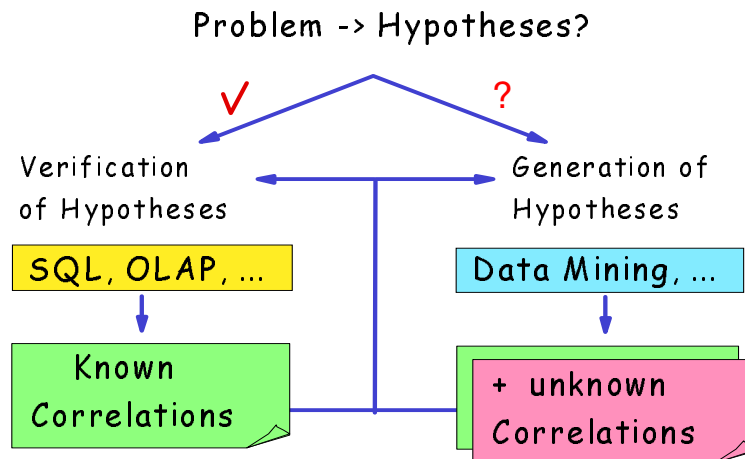 Problem -> Hypotheses?
?
Verification
of Hypotheses
Generation of
Hypotheses
SQL, OLAP, ...
Data Mining, ...
Known
Correlations
+ unknown
Correlations